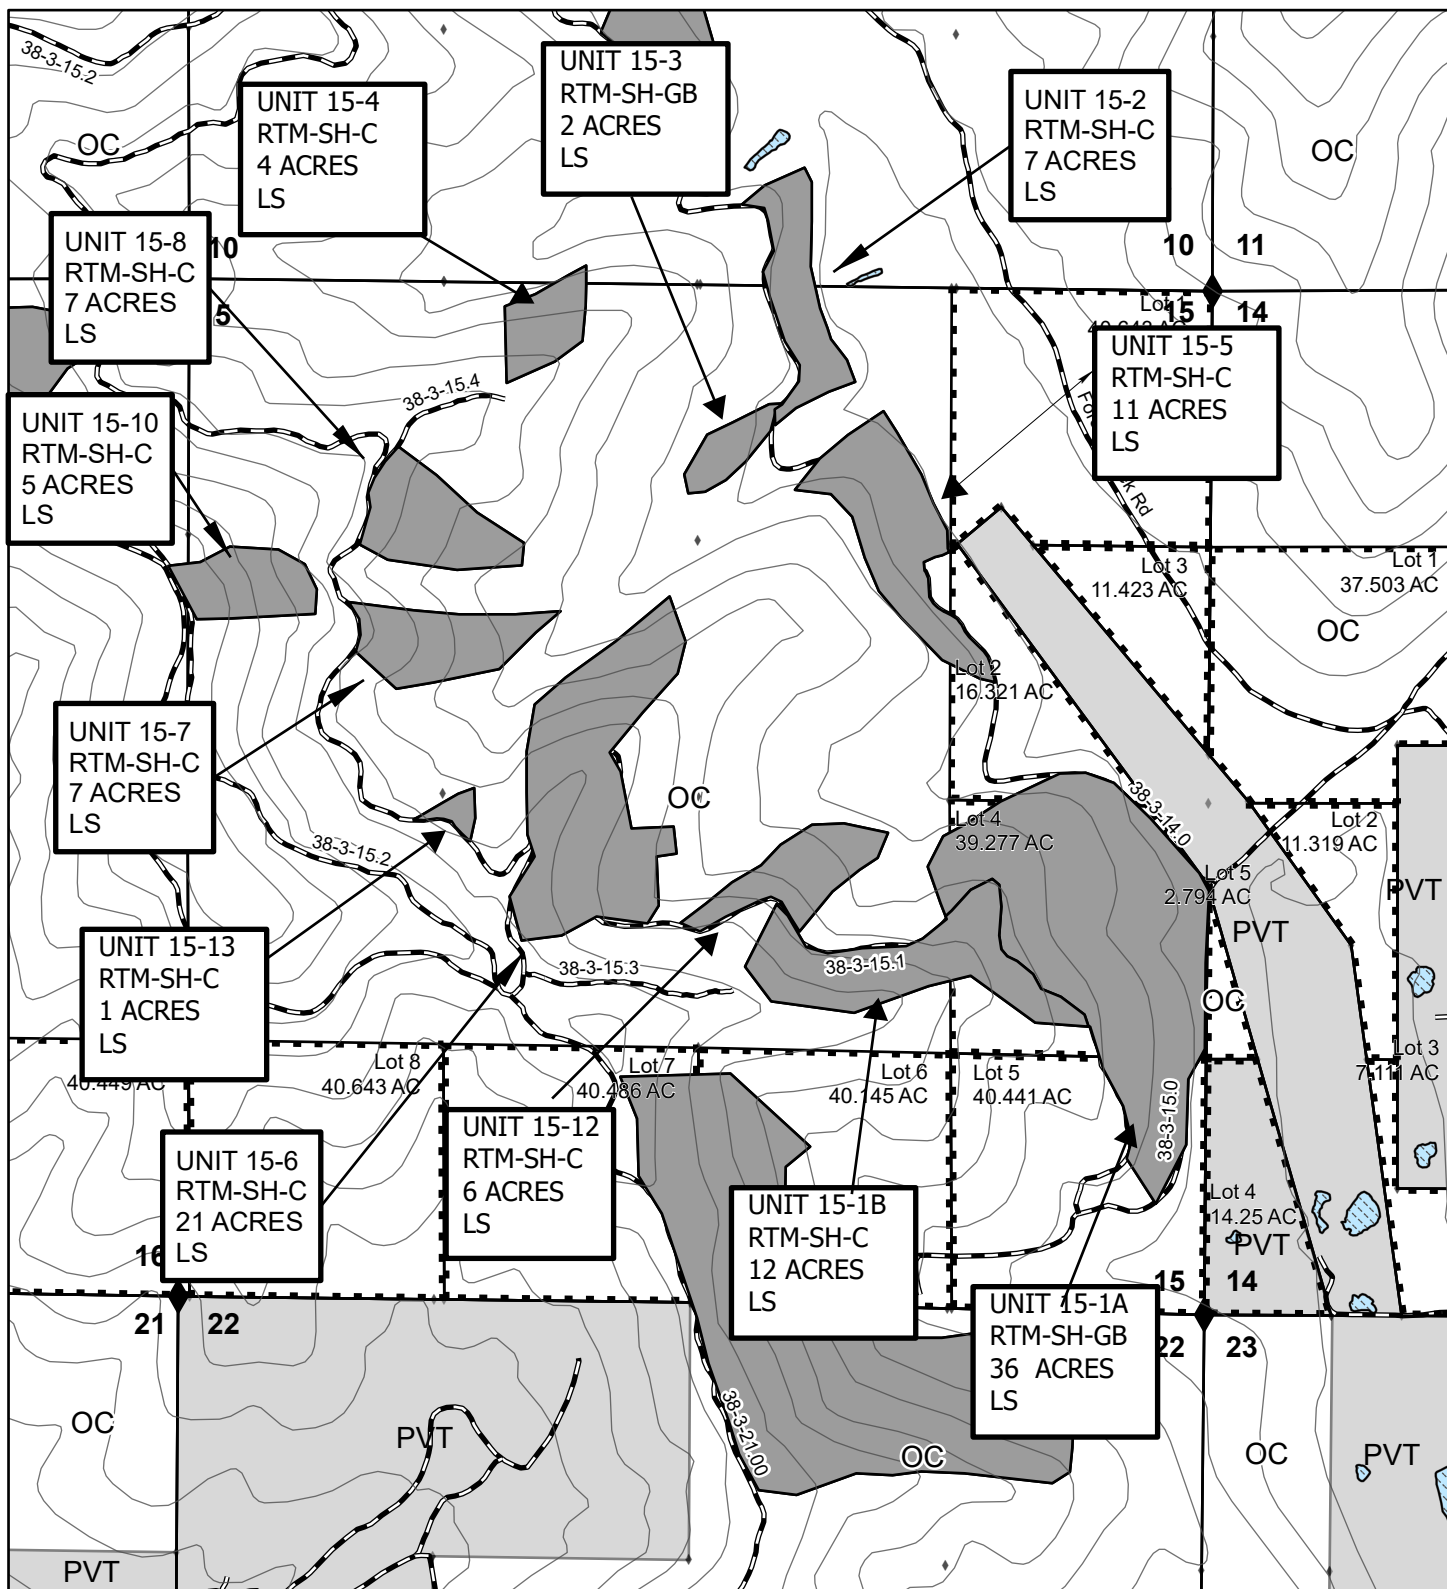 38-3-15.2
OC
UNIT 15-4
RTM-SH-C
4 ACRES
LS
UNIT 15-3
RTM-SH-GB
2 ACRES
LS
UNIT 15-2
RTM-SH-C
7 ACRES
LS
OC
UNIT 15-8
RTM-SH-C
7 ACRES
LS
10
5
10
11
15
14
Lot 1
UNIT 15-5
RTM-SH-C
11 ACRES
LS
Rd
38-3-15.4
UNIT 15-10
RTM-SH-C
5 ACRES
LS
Lot 3
11.423 AC
Lot 1
37.503 AC
OC
Lot 2
16.321 AC
UNIT 15-7
RTM-SH-C
7 ACRES
LS
OC
38-3-15.2
Lot 4
39.277 AC
38-3-14.0
Lot 2
11.319 AC
Lot 5
2.794 AC
PVT
PVT
UNIT 15-13
RTM-SH-C
1 ACRES
LS
38-3-15.3
38-3-15.1
OC
40.449 AC
Lot 8
40.643 AC
Lot 7
40.486 AC
Lot 6
40.145 AC
Lot 5
40.441 AC
Lot 3
7.111 AC
38-3-15.0
UNIT 15-6
RTM-SH-C
21 ACRES
LS
UNIT 15-12
RTM-SH-C
6 ACRES
LS
UNIT 15-1B
RTM-SH-C
12 ACRES
LS
Lot 4
14.25 AC
PVT
UNIT 15-1A
RTM-SH-GB
36 ACRES
LS
16
21
22
15
14
22
23
OC
PVT
38-3-21.00
OC
OC
PVT
PVT